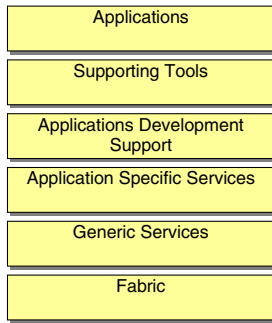 Applications
Supporting Tools
Applications Development
Support
Application Specific Services
Generic Services
Fabric